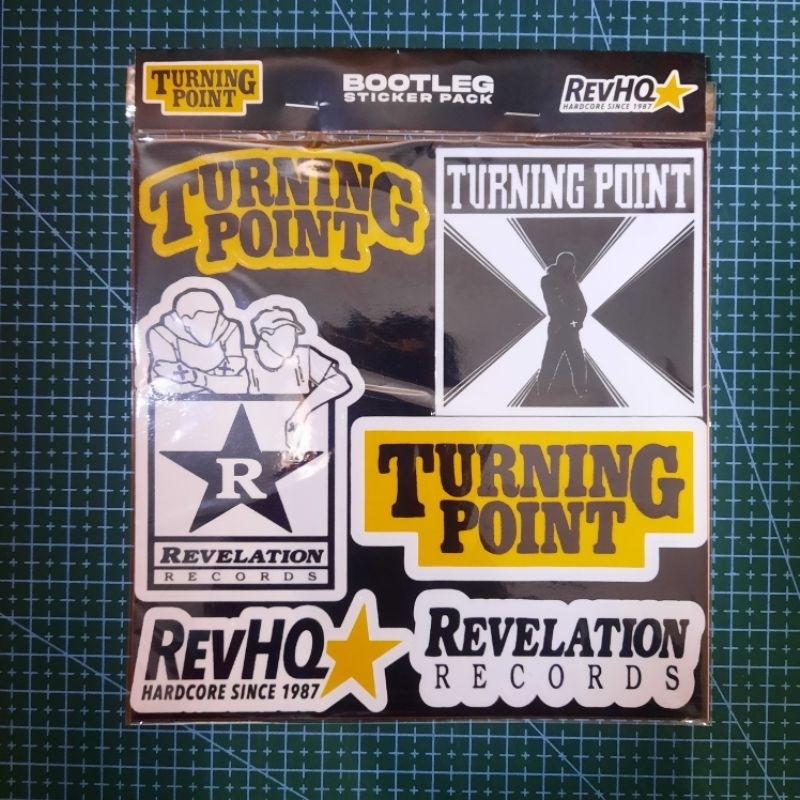 TURNING
POINT
BOOTLEG
STICKER PACK
REVHQ
HARDCORE SINCE 1987
TURNING
POINT
TURNING POINT
R
REVELATION
RECORDS
TURNING
POINT
REVHQ
HARDCORE SINCE 1987
REVELATION
RECORDS